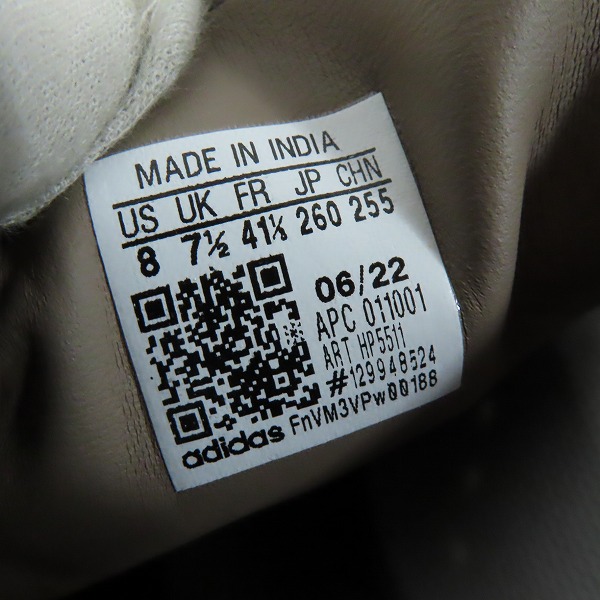 MADE IN INDIA
US UK FR JP CHN
8 7½ 41⅓ 260 255
06/22
APC 011001
ART HP5511
#129948524
adidas FnVM3VPw00188